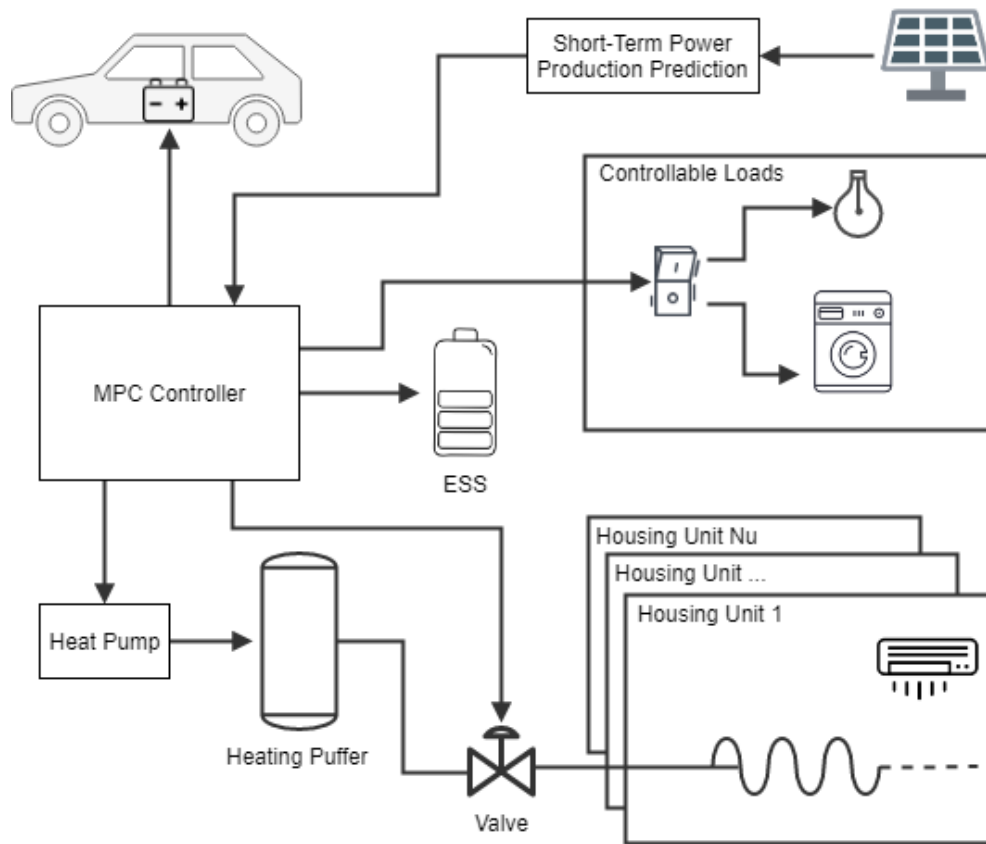 Short-Term Power
Production Prediction
Controllable Loads
MPC Controller
ESS
Housing Unit Nu
Housing Unit ...
Housing Unit 1
Heat Pump
Heating Puffer
Valve